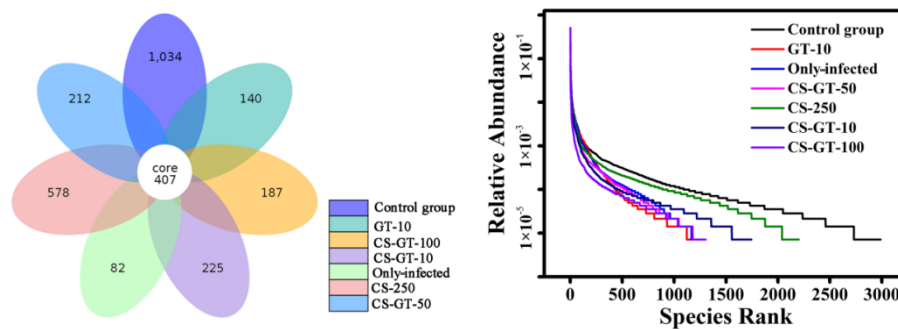 1,034
140
187
225
82
578
212
core
407
Control group
GT-10
CS-GT-100
CS-GT-10
Only-infected
CS-250
CS-GT-50
Relative Abundance
1×10⁻¹
1×10⁻³
1×10⁻⁵
Control group
GT-10
Only-infected
CS-GT-50
CS-250
CS-GT-10
CS-GT-100
0 500 1000 1500 2000 2500 3000
Species Rank